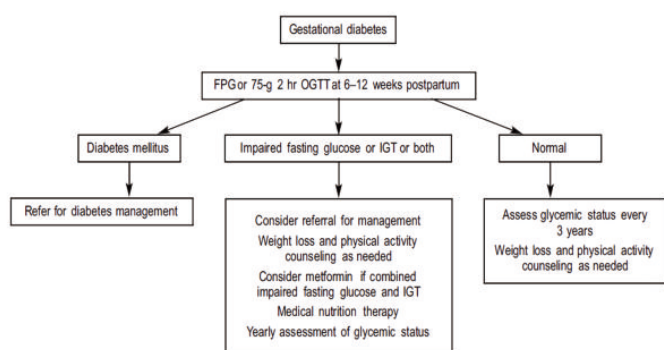 Gestational diabetes
FPG or 75-g 2 hr OGTT at 6–12 weeks postpartum
Diabetes mellitus
Impaired fasting glucose or IGT or both
Normal
Refer for diabetes management
Consider referral for management
Weight loss and physical activity
counseling as needed
Consider metformin if combined
impaired fasting glucose and IGT
Medical nutrition therapy
Yearly assessment of glycemic status
Assess glycemic status every
3 years
Weight loss and physical activity
counseling as needed